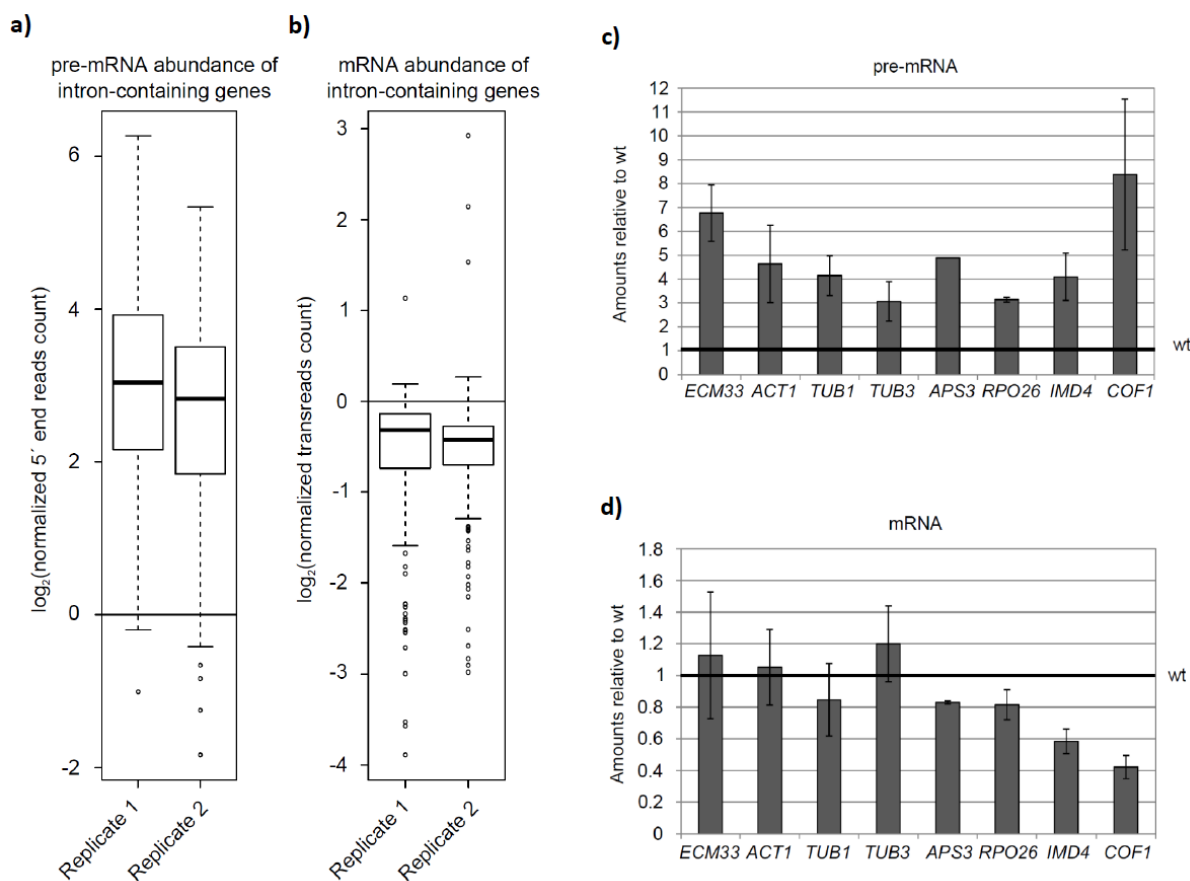 a)
pre-mRNA abundance of
intron-containing genes
log2(normalized 5´ end reads count)
6
4
2
0
-2
Replicate 1
Replicate 2
b)
mRNA abundance of
intron-containing genes
log2(normalized transreads count)
3
2
1
0
-1
-2
-3
-4
Replicate 1
Replicate 2
c)
pre-mRNA
Amounts relative to wt
12
11
10
9
8
7
6
5
4
3
2
1
0
wt
ECM33 ACT1 TUB1 TUB3 APS3 RPO26 IMD4 COF1
d)
mRNA
Amounts relative to wt
1.8
1.6
1.4
1.2
1
0.8
0.6
0.4
0.2
0
wt
ECM33 ACT1 TUB1 TUB3 APS3 RPO26 IMD4 COF1